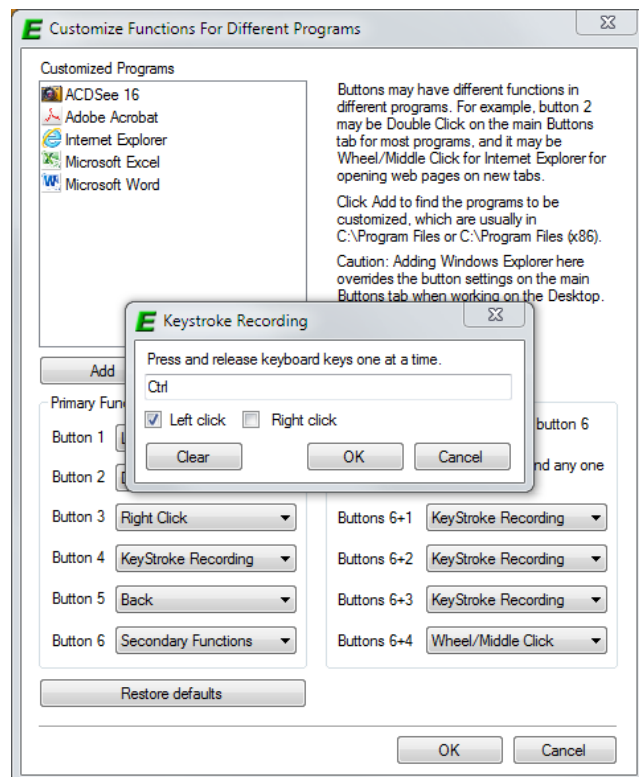 Customize Functions For Different Programs
Customized Programs
ACDSee 16
Adobe Acrobat
Internet Explorer
Microsoft Excel
Microsoft Word
Buttons may have different functions in
different programs. For example, button 2
may be Double Click on the main Buttons
tab for most programs, and it may be
Wheel/Middle Click for Internet Explorer for
opening web pages on new tabs.
Click Add to find the programs to be
customized, which are usually in
C:\Program Files or C:\Program Files (x86).
Caution: Adding Windows Explorer here
overrides the button settings on the main
Buttons tab when working on the Desktop.
Keystroke Recording
Press and release keyboard keys one at a time.
Ctrl
Left click
Right click
Clear
OK
Cancel
Add
Primary Fun
button 6
nd any one
Button 1
Button 2
Button 3 Right Click
Button 4 KeyStroke Recording
Button 5 Back
Button 6 Secondary Functions
Buttons 6+1 KeyStroke Recording
Buttons 6+2 KeyStroke Recording
Buttons 6+3 KeyStroke Recording
Buttons 6+4 Wheel/Middle Click
Restore defaults
OK
Cancel